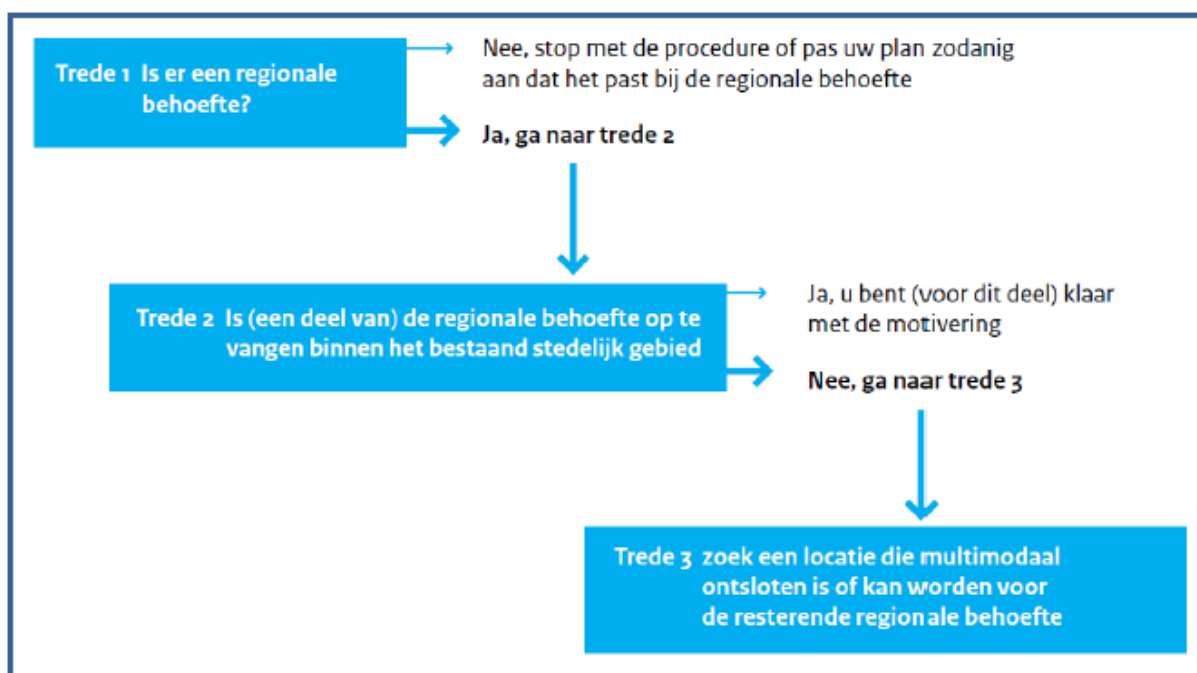 Trede 1 Is er een regionale
behoefte?
Nee, stop met de procedure of pas uw plan zodanig
aan dat het past bij de regionale behoefte
Ja, ga naar trede 2
Trede 2 Is (een deel van) de regionale behoefte op te
vangen binnen het bestaand stedelijk gebied
Ja, u bent (voor dit deel) klaar
met de motivering
Nee, ga naar trede 3
Trede 3 zoek een locatie die multimodaal
ontsloten is of kan worden voor
de resterende regionale behoefte